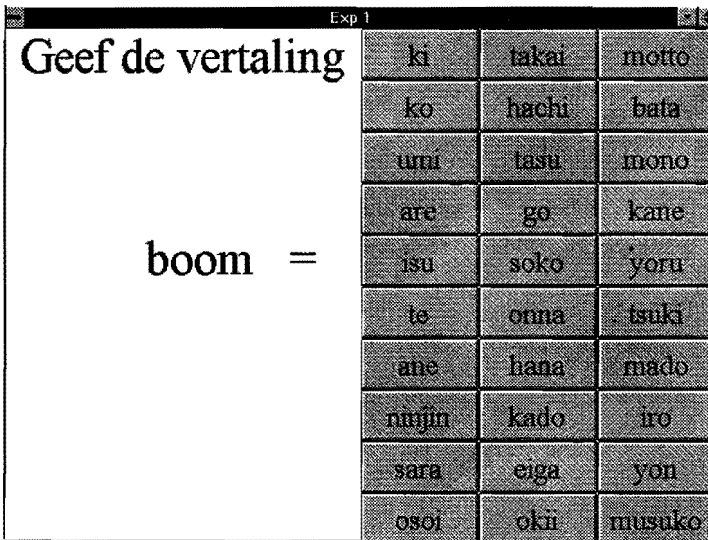 Exp 1
Geef de vertaling
boom =
ki takai motto
ko hachi bata
umi tasu mono
are go kane
isu soko yoru
te onna tsuki
ane hana mado
ninjin kado iro
sara eiga yon
osoi okii musuko